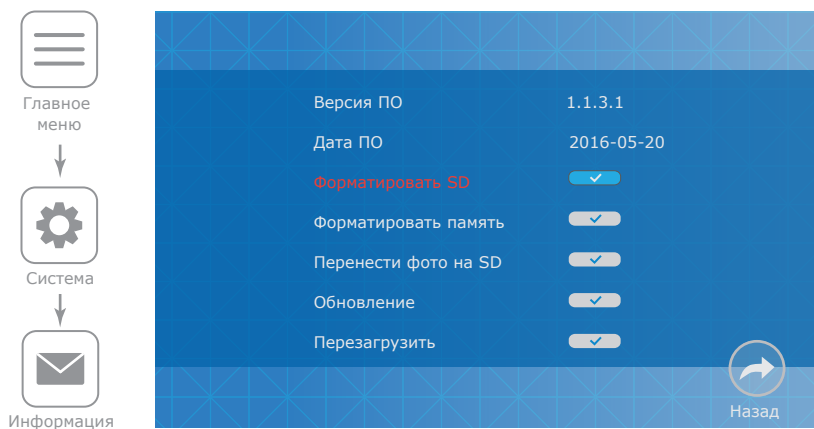 Главное
меню
Система
Информация
Версия ПО 1.1.3.1
Дата ПО 2016-05-20
Форматировать SD
Форматировать память
Перенести фото на SD
Обновление
Перезагрузить
Назад